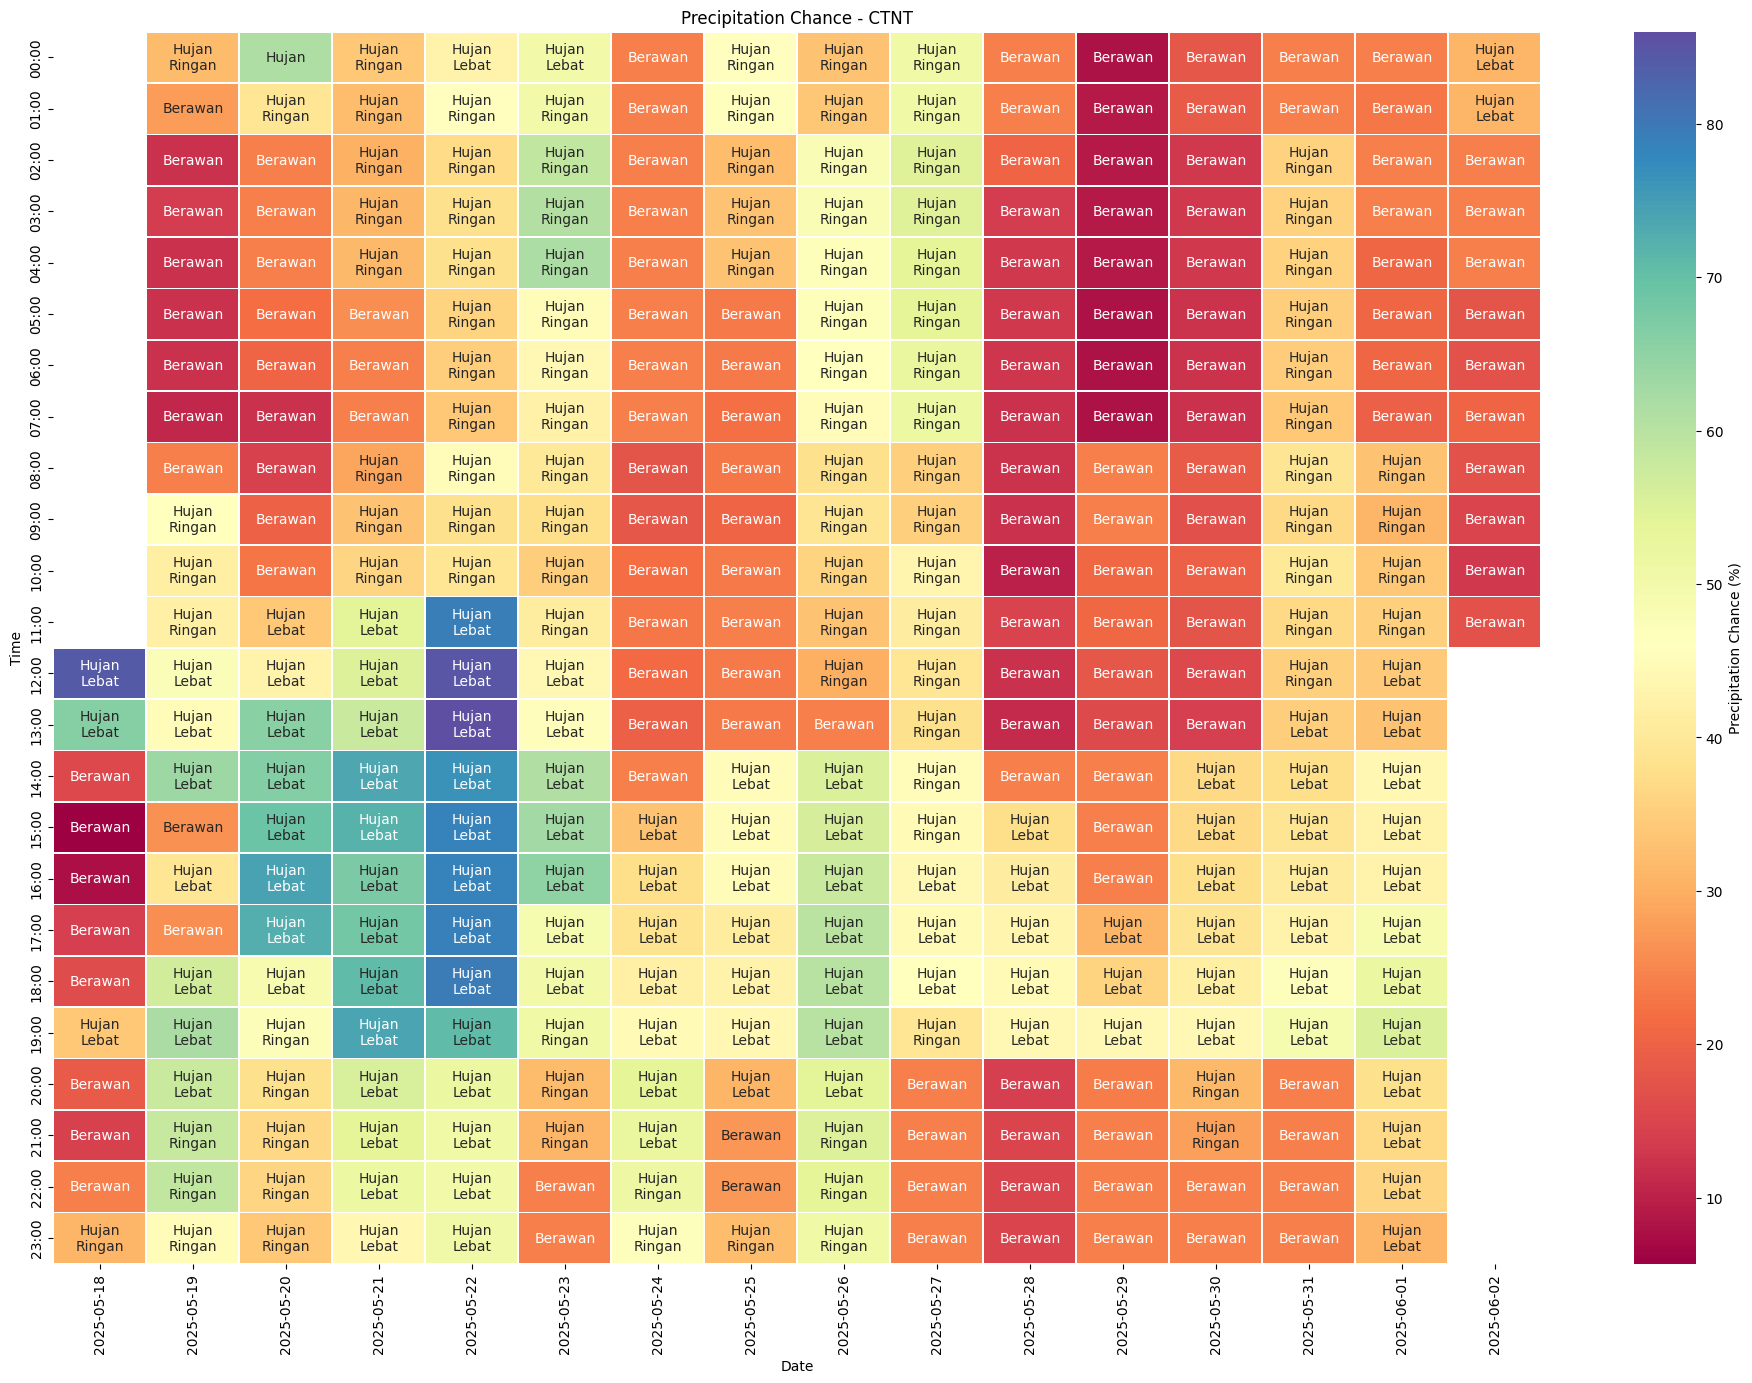 Precipitation Chance - CTNT
00:00 Hujan Ringan Hujan Hujan Ringan Hujan Lebat Hujan Lebat Berawan Hujan Ringan Hujan Ringan Hujan Ringan Berawan Berawan Berawan Berawan Berawan Hujan Lebat
01:00 Berawan Hujan Ringan Hujan Ringan Hujan Ringan Hujan Ringan Berawan Hujan Ringan Hujan Ringan Hujan Ringan Berawan Berawan Berawan Berawan Berawan Hujan Lebat
02:00 Berawan Berawan Hujan Ringan Hujan Ringan Hujan Ringan Berawan Hujan Ringan Hujan Ringan Hujan Ringan Berawan Berawan Berawan Hujan Ringan Berawan Berawan
03:00 Berawan Berawan Hujan Ringan Hujan Ringan Hujan Ringan Berawan Hujan Ringan Hujan Ringan Hujan Ringan Berawan Berawan Berawan Hujan Ringan Berawan Berawan
04:00 Berawan Berawan Hujan Ringan Hujan Ringan Hujan Ringan Berawan Hujan Ringan Hujan Ringan Hujan Ringan Berawan Berawan Berawan Hujan Ringan Berawan Berawan
05:00 Berawan Berawan Berawan Hujan Ringan Hujan Ringan Berawan Berawan Hujan Ringan Hujan Ringan Berawan Berawan Berawan Hujan Ringan Berawan Berawan
06:00 Berawan Berawan Berawan Hujan Ringan Hujan Ringan Berawan Berawan Hujan Ringan Hujan Ringan Berawan Berawan Berawan Hujan Ringan Berawan Berawan
07:00 Berawan Berawan Berawan Hujan Ringan Hujan Ringan Berawan Berawan Hujan Ringan Hujan Ringan Berawan Berawan Berawan Hujan Ringan Berawan Berawan
08:00 Berawan Berawan Hujan Ringan Hujan Ringan Hujan Ringan Berawan Berawan Hujan Ringan Hujan Ringan Berawan Berawan Berawan Hujan Ringan Hujan Ringan Berawan
09:00 Hujan Ringan Berawan Hujan Ringan Hujan Ringan Hujan Ringan Berawan Berawan Hujan Ringan Hujan Ringan Berawan Berawan Berawan Hujan Ringan Hujan Ringan Berawan
10:00 Hujan Ringan Berawan Hujan Ringan Hujan Ringan Hujan Ringan Berawan Berawan Hujan Ringan Hujan Ringan Berawan Berawan Berawan Hujan Ringan Hujan Ringan Berawan
11:00 Hujan Ringan Hujan Lebat Hujan Lebat Hujan Lebat Hujan Ringan Berawan Berawan Hujan Ringan Hujan Ringan Berawan Berawan Berawan Hujan Ringan Hujan Ringan Berawan
12:00 Hujan Lebat Hujan Lebat Hujan Lebat Hujan Lebat Hujan Lebat Hujan Lebat Berawan Berawan Hujan Ringan Hujan Ringan Berawan Berawan Berawan Hujan Ringan Hujan Lebat
13:00 Hujan Lebat Hujan Lebat Hujan Lebat Hujan Lebat Hujan Lebat Hujan Lebat Berawan Berawan Berawan Hujan Ringan Berawan Berawan Berawan Hujan Lebat Hujan Lebat
14:00 Berawan Hujan Lebat Hujan Lebat Hujan Lebat Hujan Lebat Hujan Lebat Berawan Hujan Lebat Hujan Lebat Hujan Ringan Berawan Berawan Hujan Lebat Hujan Lebat Hujan Lebat
15:00 Berawan Berawan Hujan Lebat Hujan Lebat Hujan Lebat Hujan Lebat Hujan Lebat Hujan Lebat Hujan Lebat Hujan Ringan Hujan Lebat Berawan Hujan Lebat Hujan Lebat Hujan Lebat
16:00 Berawan Hujan Lebat Hujan Lebat Hujan Lebat Hujan Lebat Hujan Lebat Hujan Lebat Hujan Lebat Hujan Lebat Hujan Lebat Hujan Lebat Berawan Hujan Lebat Hujan Lebat Hujan Lebat
17:00 Berawan Berawan Hujan Lebat Hujan Lebat Hujan Lebat Hujan Lebat Hujan Lebat Hujan Lebat Hujan Lebat Hujan Lebat Hujan Lebat Hujan Lebat Hujan Lebat Hujan Lebat Hujan Lebat
18:00 Berawan Hujan Lebat Hujan Lebat Hujan Lebat Hujan Lebat Hujan Lebat Hujan Lebat Hujan Lebat Hujan Lebat Hujan Lebat Hujan Lebat Hujan Lebat Hujan Lebat Hujan Lebat Hujan Lebat
19:00 Hujan Lebat Hujan Lebat Hujan Ringan Hujan Lebat Hujan Lebat Hujan Ringan Hujan Lebat Hujan Lebat Hujan Lebat Hujan Ringan Hujan Lebat Hujan Lebat Hujan Lebat Hujan Lebat Hujan Lebat
20:00 Berawan Hujan Lebat Hujan Ringan Hujan Lebat Hujan Lebat Hujan Ringan Hujan Lebat Hujan Lebat Hujan Lebat Berawan Berawan Berawan Hujan Ringan Berawan Hujan Lebat
21:00 Berawan Hujan Ringan Hujan Ringan Hujan Lebat Hujan Lebat Hujan Ringan Hujan Lebat Berawan Hujan Ringan Berawan Berawan Berawan Hujan Ringan Berawan Hujan Lebat
22:00 Berawan Hujan Ringan Hujan Ringan Hujan Lebat Hujan Lebat Berawan Hujan Ringan Berawan Hujan Ringan Berawan Berawan Berawan Berawan Berawan Hujan Lebat
23:00 Hujan Ringan Hujan Ringan Hujan Ringan Hujan Lebat Hujan Lebat Berawan Hujan Ringan Hujan Ringan Hujan Ringan Berawan Berawan Berawan Berawan Berawan Hujan Lebat
Time
2025-05-18 2025-05-19 2025-05-20 2025-05-21 2025-05-22 2025-05-23 2025-05-24 2025-05-25 2025-05-26 2025-05-27 2025-05-28 2025-05-29 2025-05-30 2025-05-31 2025-06-01 2025-06-02
Date
80
70
60
50
40
30
20
10
Precipitation Chance (%)